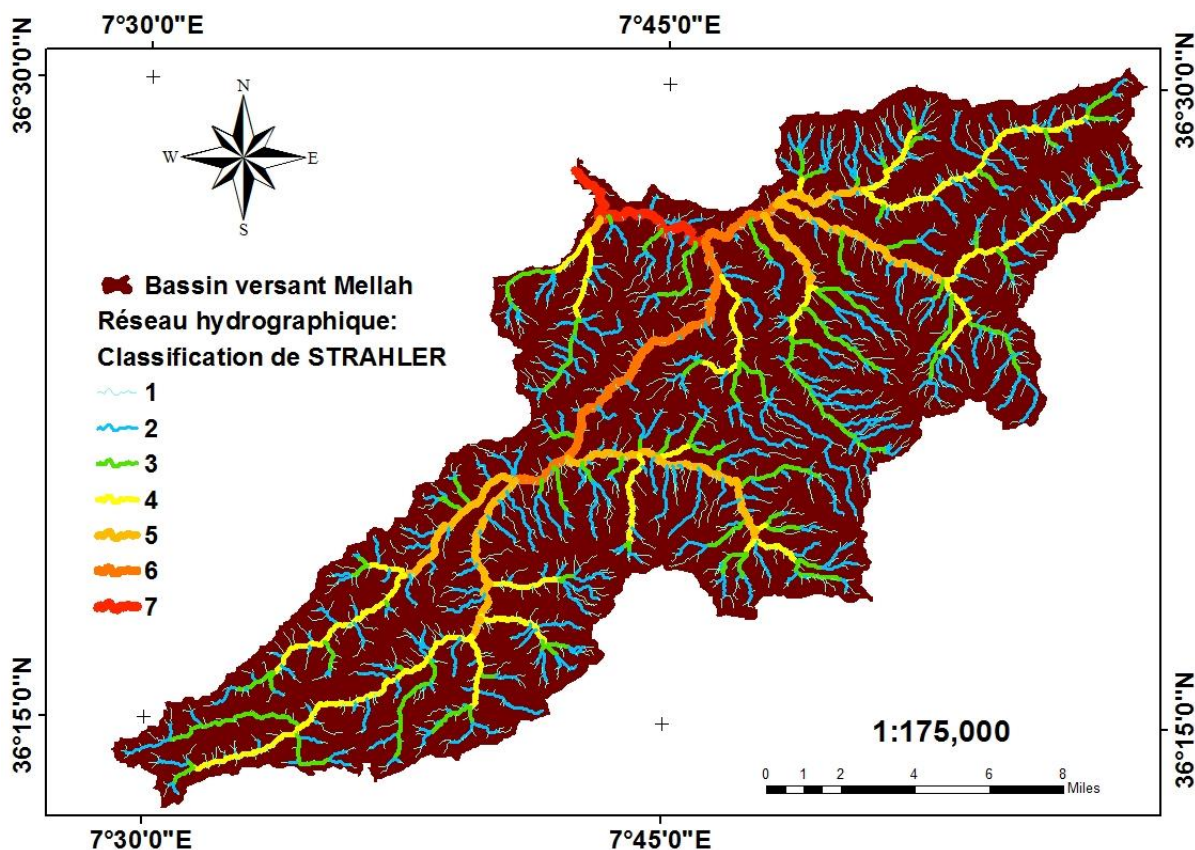 7°30'0"E 7°45'0"E
36°30'0"N
36°30'0"N
N
W E
S
Bassin versant Mellah
Réseau hydrographique:
Classification de STRAHLER
1
2
3
4
5
6
7
36°15'0"N
36°15'0"N
1:175,000
0 1 2 4 6 8
Miles
7°30'0"E 7°45'0"E